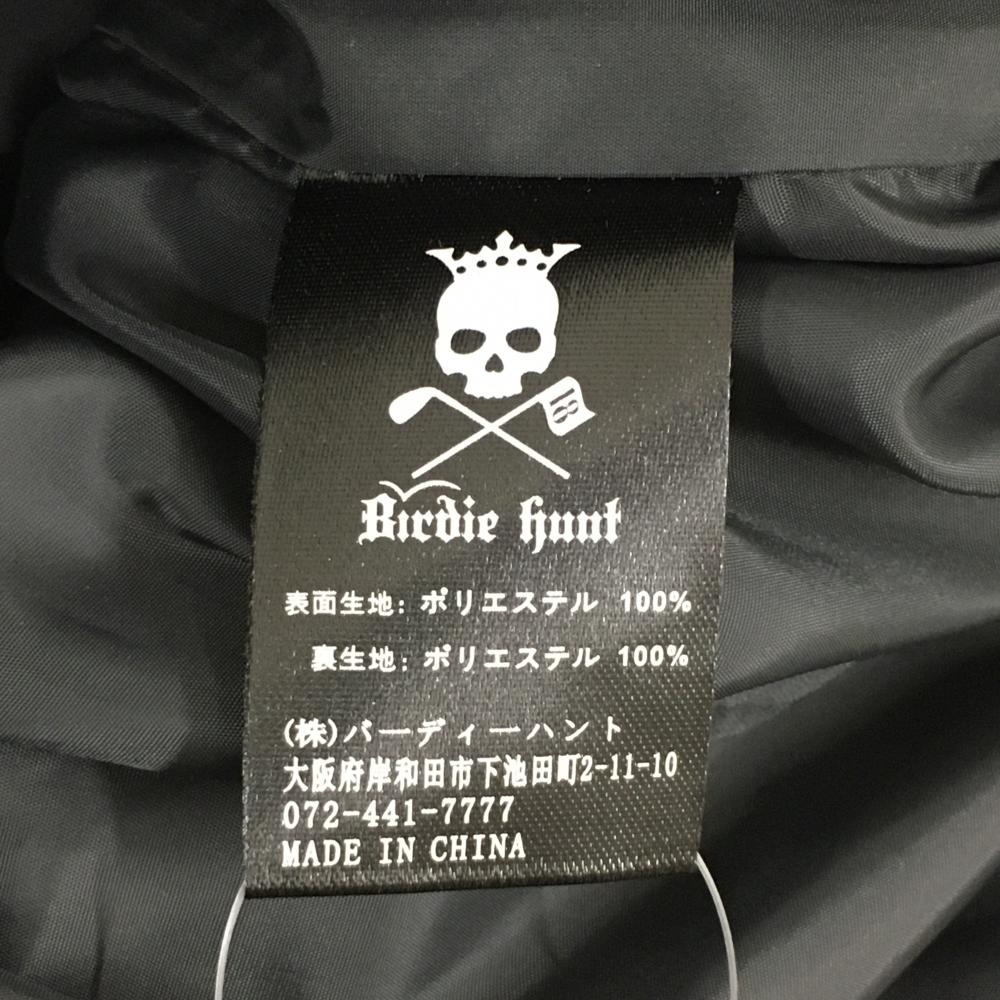 18
Birdie hunt
表面生地: ポリエステル 100%
裏生地: ポリエステル 100%
(株)バーディーハント
大阪府岸和田市下池田町2-11-10
072-441-7777
MADE IN CHINA